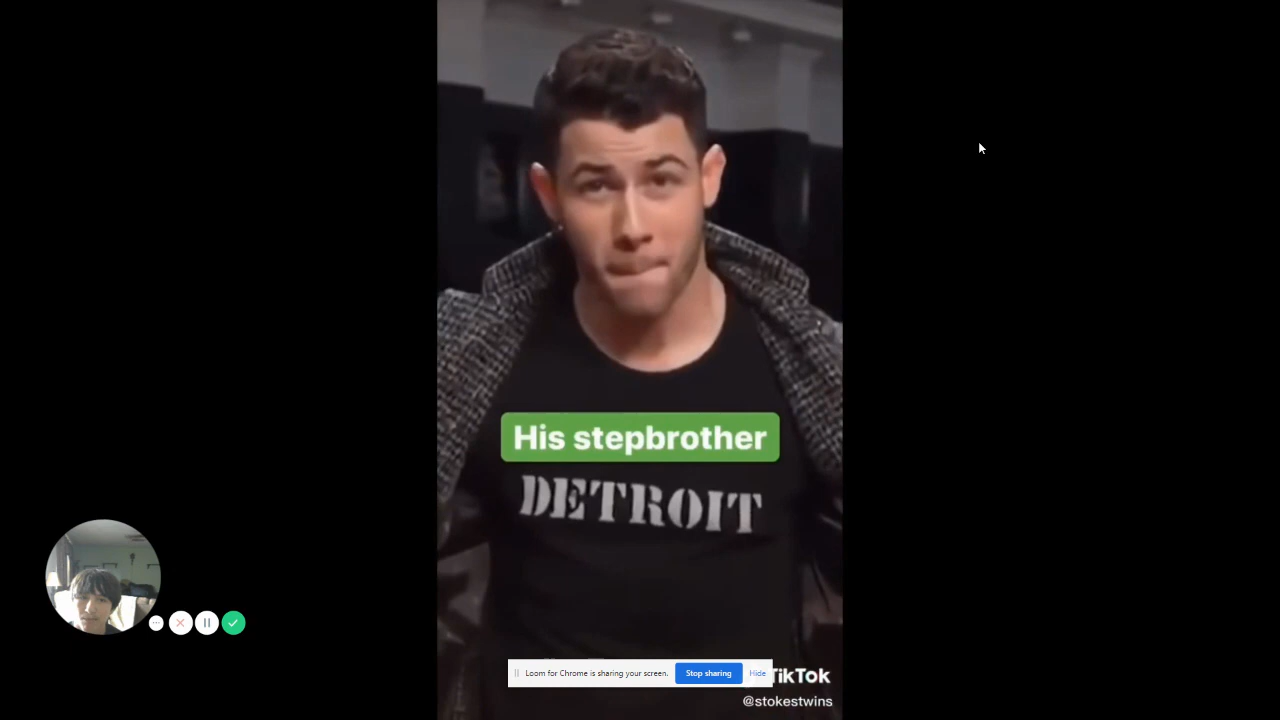 His stepbrother
DETROIT
Loom for Chrome is sharing your screen. Stop sharing Hide
TikTok
@stokestwins